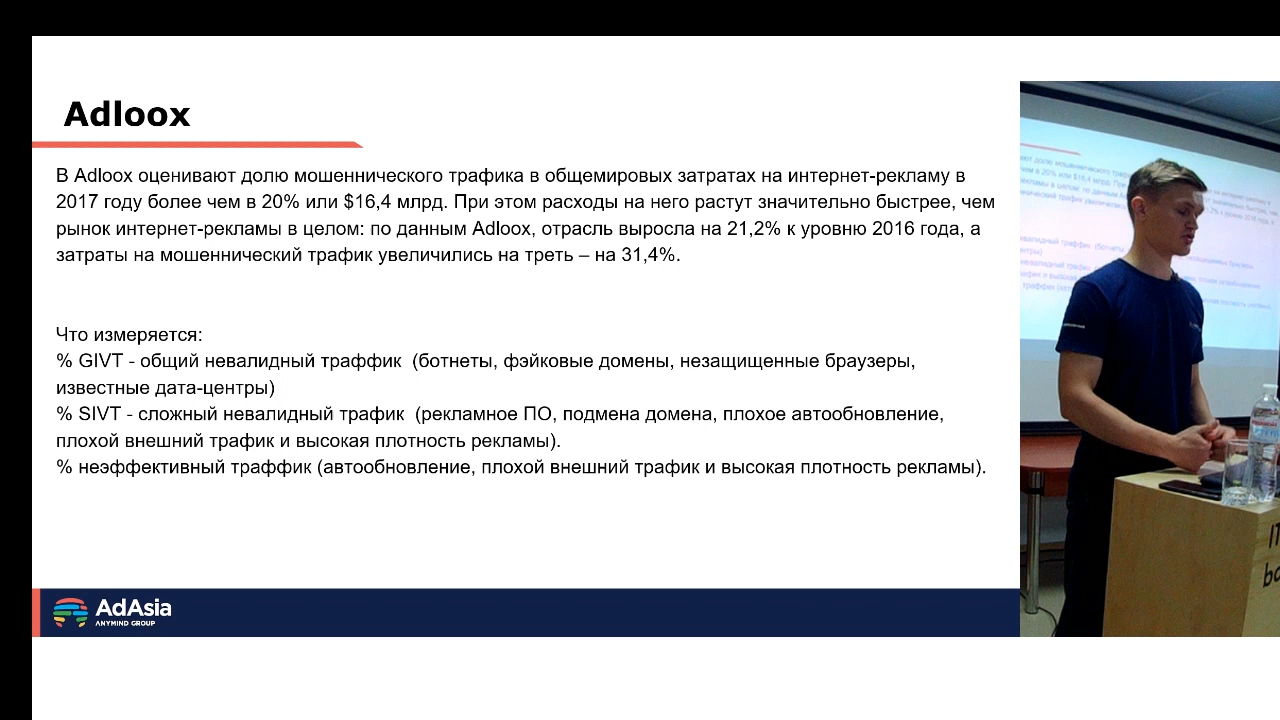 Adloox
В Adloox оценивают долю мошеннического трафика в общемировых затратах на интернет-рекламу в
2017 году более чем в 20% или $16,4 млрд. При этом расходы на него растут значительно быстрее, чем
рынок интернет-рекламы в целом: по данным Adloox, отрасль выросла на 21,2% к уровню 2016 года, а
затраты на мошеннический трафик увеличились на треть – на 31,4%.
Что измеряется:
% GIVT - общий невалидный траффик (ботнеты, фэйковые домены, незащищенные браузеры,
известные дата-центры)
% SIVT - сложный невалидный трафик (рекламное ПО, подмена домена, плохое автообновление,
плохой внешний трафик и высокая плотность рекламы).
% неэффективный траффик (автообновление, плохой внешний трафик и высокая плотность рекламы).
AdAsia
ANYMIND GROUP